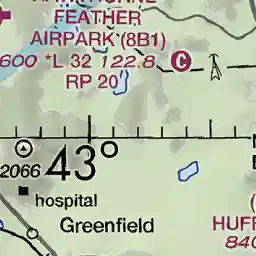 FEATHER
AIRPARK (8B1)
600 *L 32 122.8 C
RP 20
2066 43°
hospital
Greenfield
HUFF
840